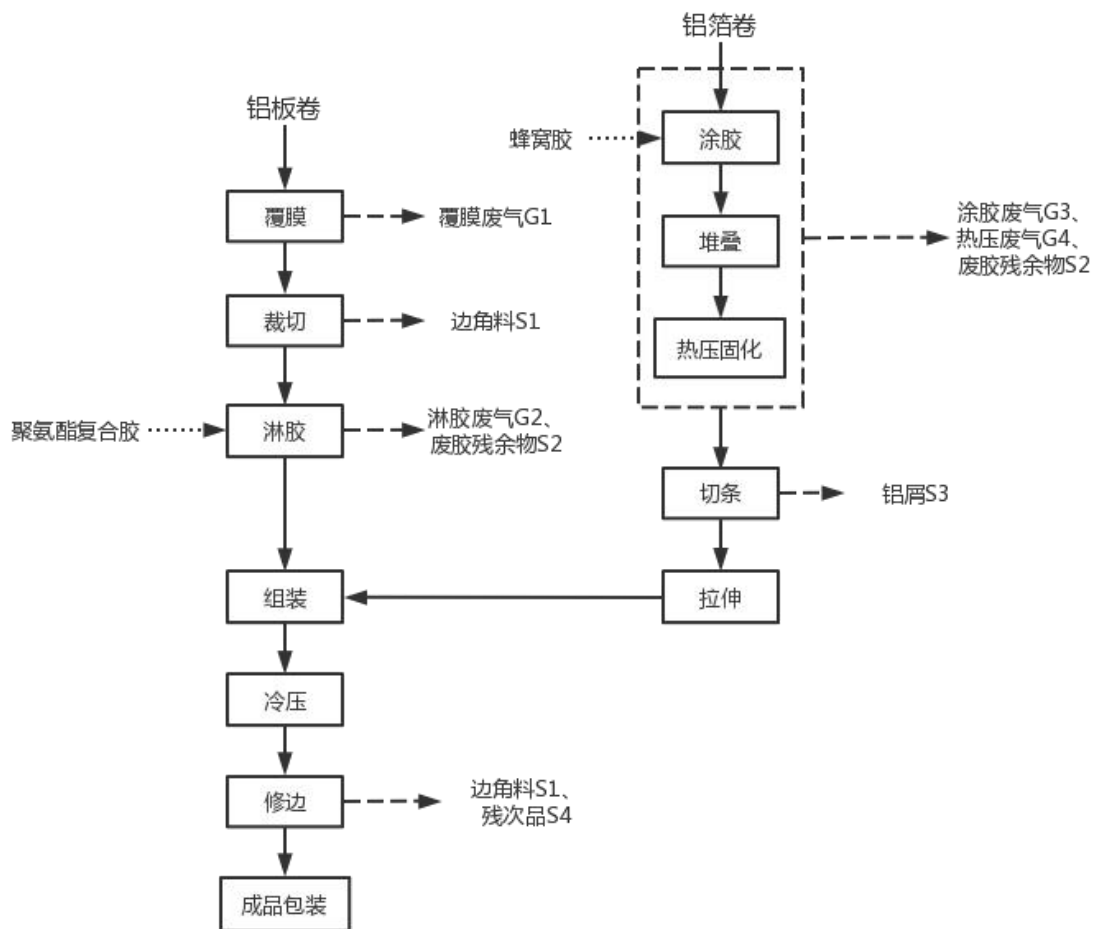 铝箔卷
铝板卷
蜂窝胶
涂胶
覆膜
覆膜废气G1
堆叠
涂胶废气G3、
热压废气G4、
废胶残余物S2
裁切
边角料S1
热压固化
聚氨酯复合胶
淋胶
淋胶废气G2、
废胶残余物S2
切条
铝屑S3
组装
拉伸
冷压
修边
边角料S1、
残次品S4
成品包装